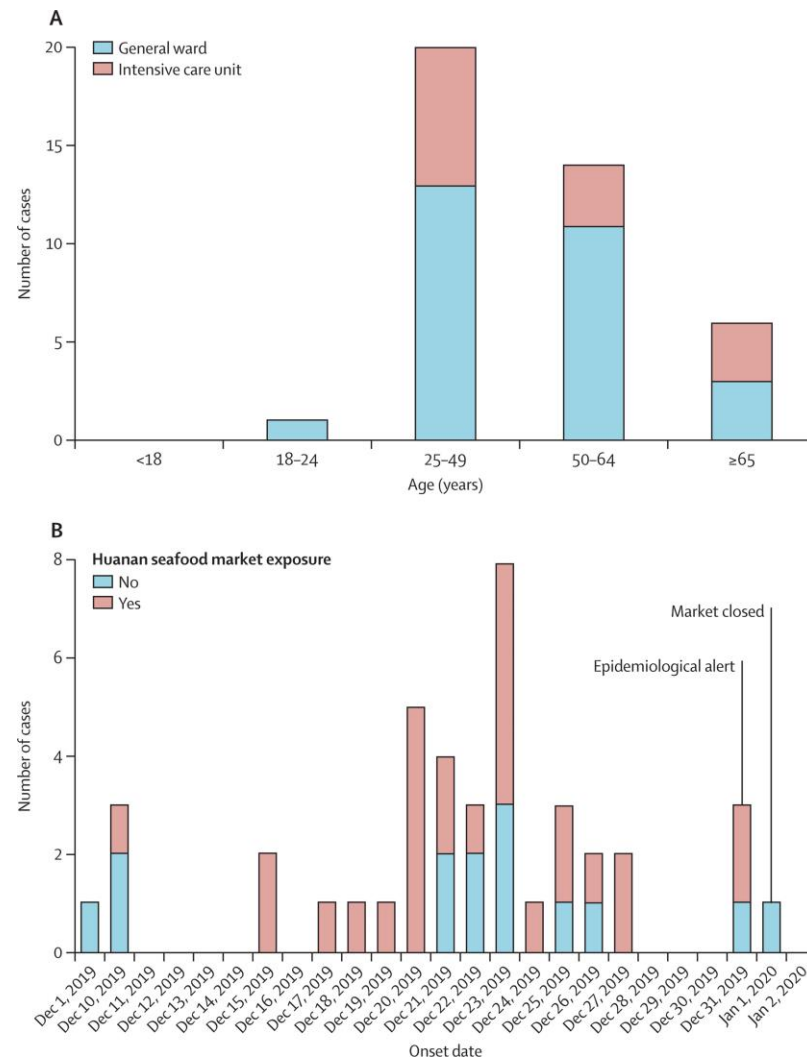 A
General ward
Intensive care unit
20
15
10
5
0
Number of cases
<18 18–24 25–49 50–64 ≥65
Age (years)
B
Huanan seafood market exposure
No
Yes
Market closed
Epidemiological alert
8
6
4
2
0
Number of cases
Dec 1, 2019
Dec 10, 2019
Dec 11, 2019
Dec 12, 2019
Dec 13, 2019
Dec 14, 2019
Dec 15, 2019
Dec 16, 2019
Dec 17, 2019
Dec 18, 2019
Dec 19, 2019
Dec 20, 2019
Dec 21, 2019
Dec 22, 2019
Dec 23, 2019
Dec 24, 2019
Dec 25, 2019
Dec 26, 2019
Dec 27, 2019
Dec 28, 2019
Dec 29, 2019
Dec 30, 2019
Dec 31, 2019
Jan 1, 2020
Jan 2, 2020
Onset date